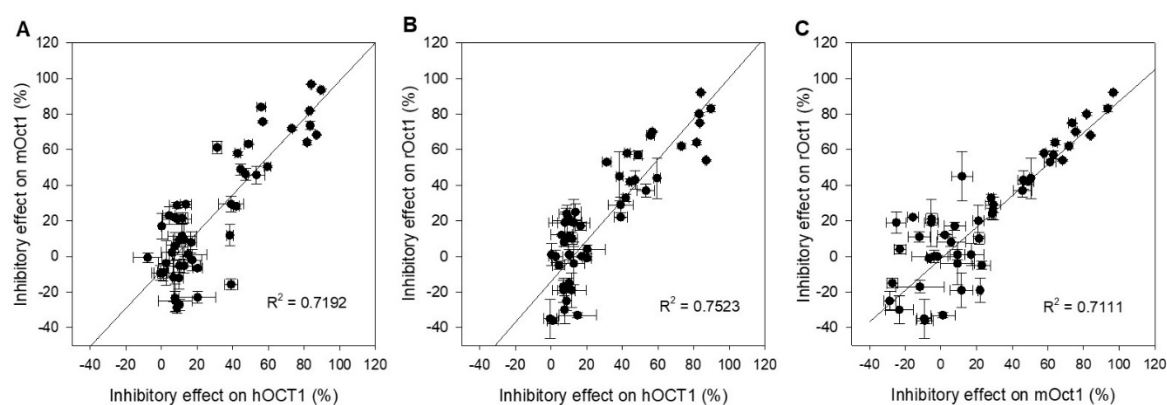 A
120
100
80
60
40
20
0
-20
-40
-40 -20 0 20 40 60 80 100 120
Inhibitory effect on mOct1 (%)
Inhibitory effect on hOCT1 (%)
R² = 0.7192
B
120
100
80
60
40
20
0
-20
-40
-40 -20 0 20 40 60 80 100 120
Inhibitory effect on rOct1 (%)
Inhibitory effect on hOCT1 (%)
R² = 0.7523
C
120
100
80
60
40
20
0
-20
-40
-40 -20 0 20 40 60 80 100 120
Inhibitory effect on rOct1 (%)
Inhibitory effect on mOct1 (%)
R² = 0.7111